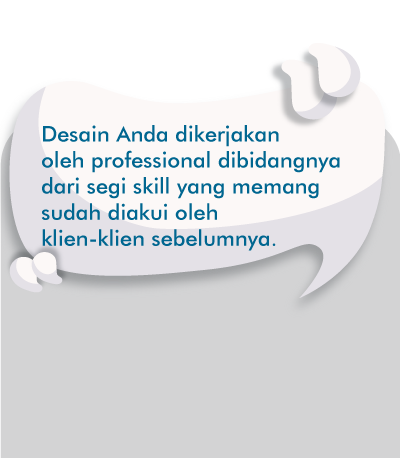 Desain Anda dikerjakan
oleh professional dibidangnya
dari segi skill yang memang
sudah diakui oleh
klien-klien sebelumnya.